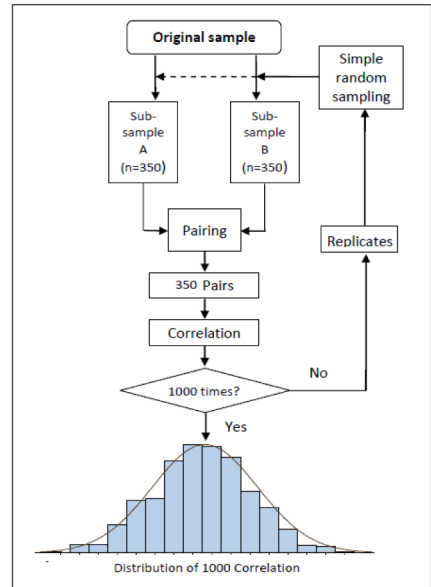 Original sample
Simple
random
sampling
Sub-
sample
A
(n=350)
Sub-
sample
B
(n=350)
Pairing
Replicates
350 Pairs
Correlation
No
1000 times?
Yes
Distribution of 1000 Correlation